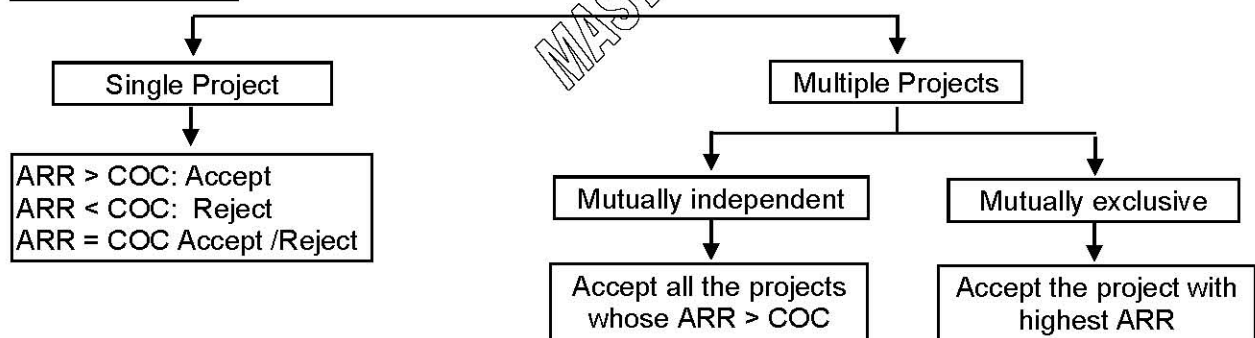 MAST
Single Project
Multiple Projects
ARR > COC: Accept
ARR < COC: Reject
ARR = COC Accept /Reject
Mutually independent
Mutually exclusive
Accept all the projects
whose ARR > COC
Accept the project with
highest ARR